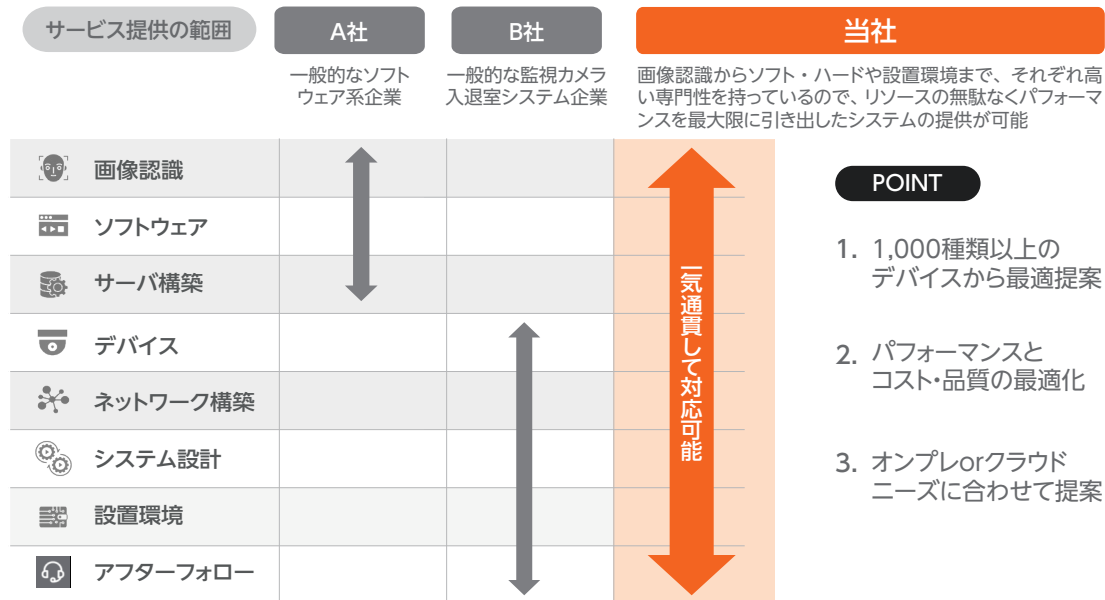 サービス提供の範囲
A社
B社
当社
一般的なソフト
ウェア系企業
一般的な監視カメラ
入退室システム企業
画像認識からソフト・ハードや設置環境まで、それぞれ高
い専門性を持っているので、リソースの無駄なくパフォーマ
ンスを最大限に引き出したシステムの提供が可能
画像認識
ソフトウェア
サーバ構築
デバイス
ネットワーク構築
システム設計
設置環境
アフターフォロー
一気通貫して対応可能
POINT
1. 1,000種類以上の
デバイスから最適提案
2. パフォーマンスと
コスト・品質の最適化
3. オンプレorクラウド
ニーズに合わせて提案